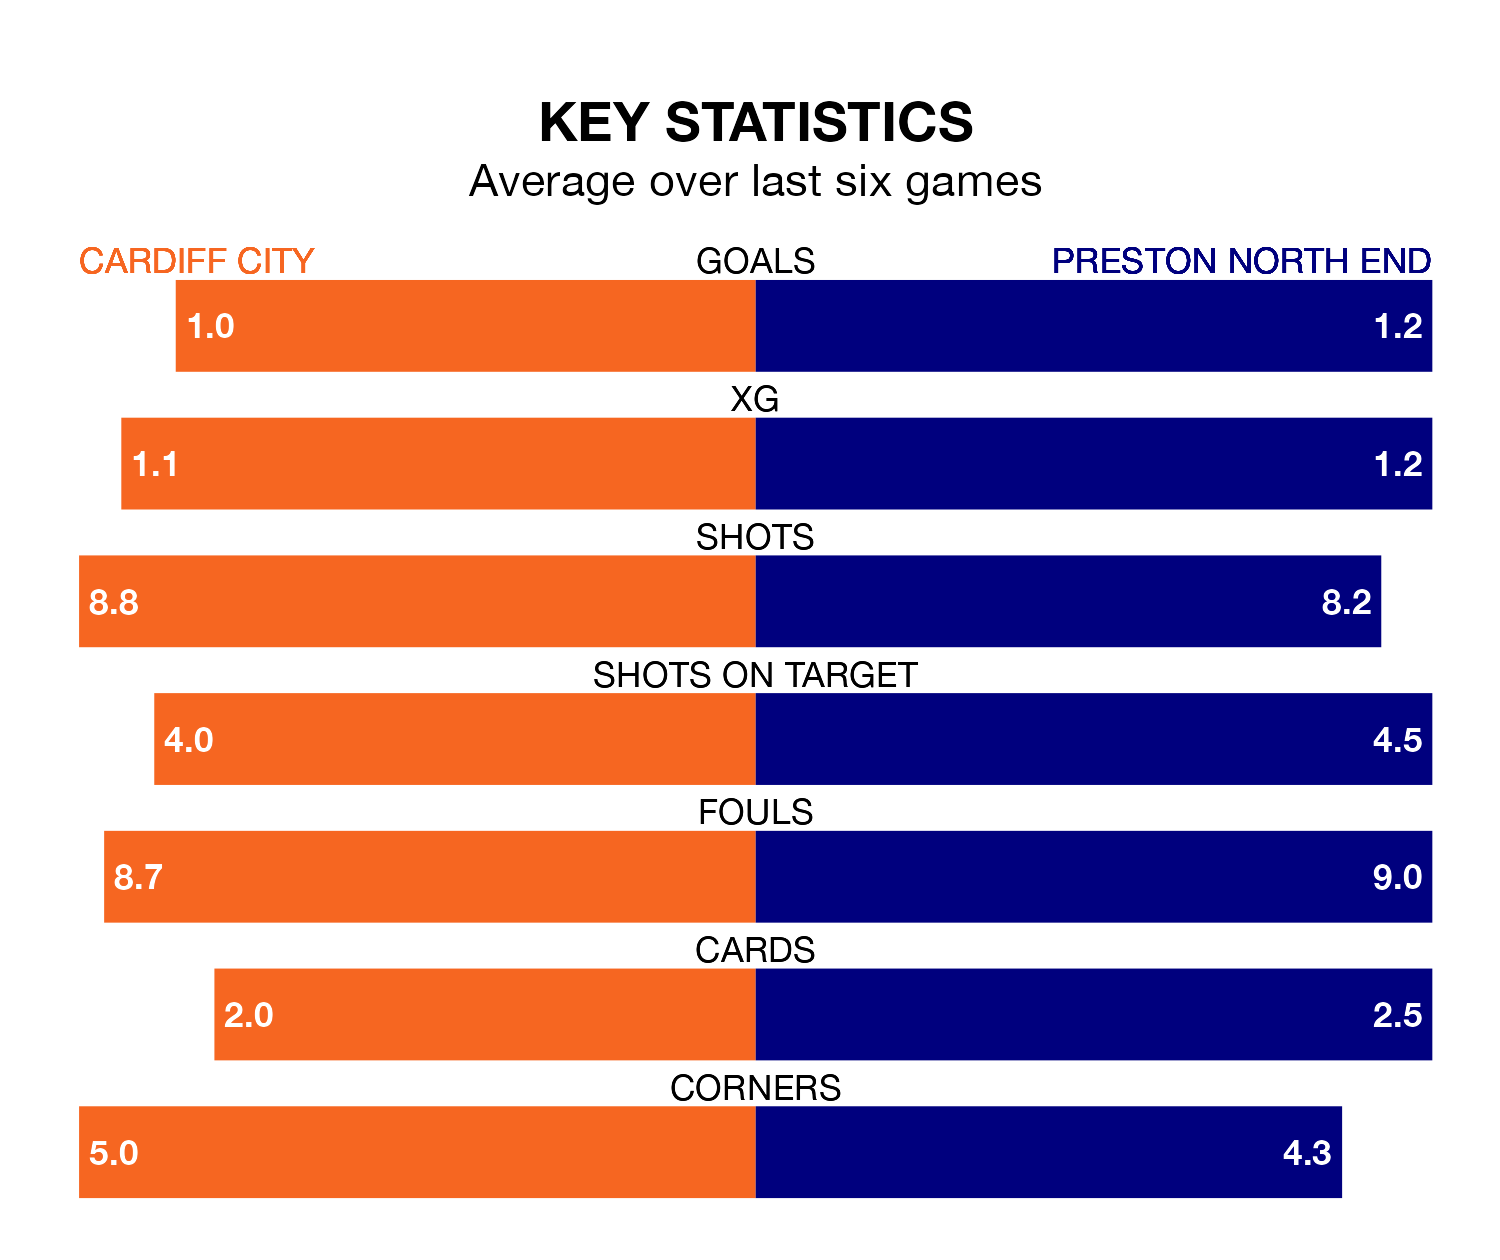 KEY STATISTICS
Average over last six games
CARDIFF CITY GOALS PRESTON NORTH END
1.0 1.2
XG
1.1 1.2
SHOTS
8.8 8.2
SHOTS ON TARGET
4.0 4.5
FOULS
8.7 9.0
CARDS
2.0 2.5
CORNERS
5.0 4.3